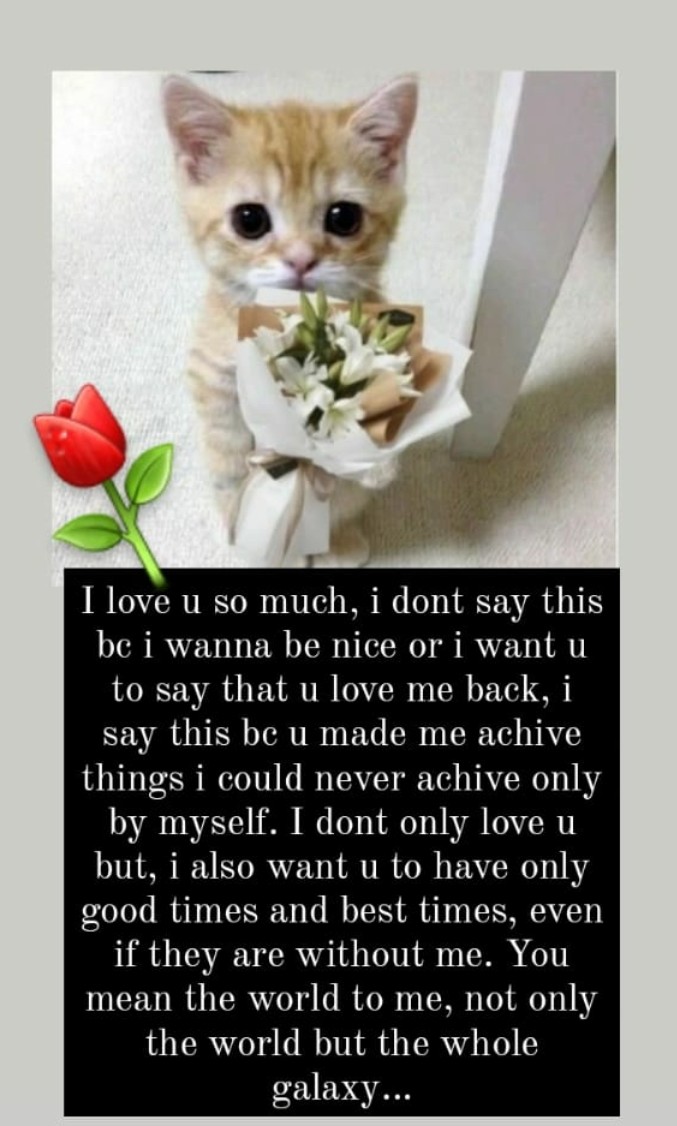 I love u so much, i dont say this
bc i wanna be nice or i want u
to say that u love me back, i
say this bc u made me achive
things i could never achive only
by myself. I dont only love u
but, i also want u to have only
good times and best times, even
if they are without me. You
mean the world to me, not only
the world but the whole
galaxy...